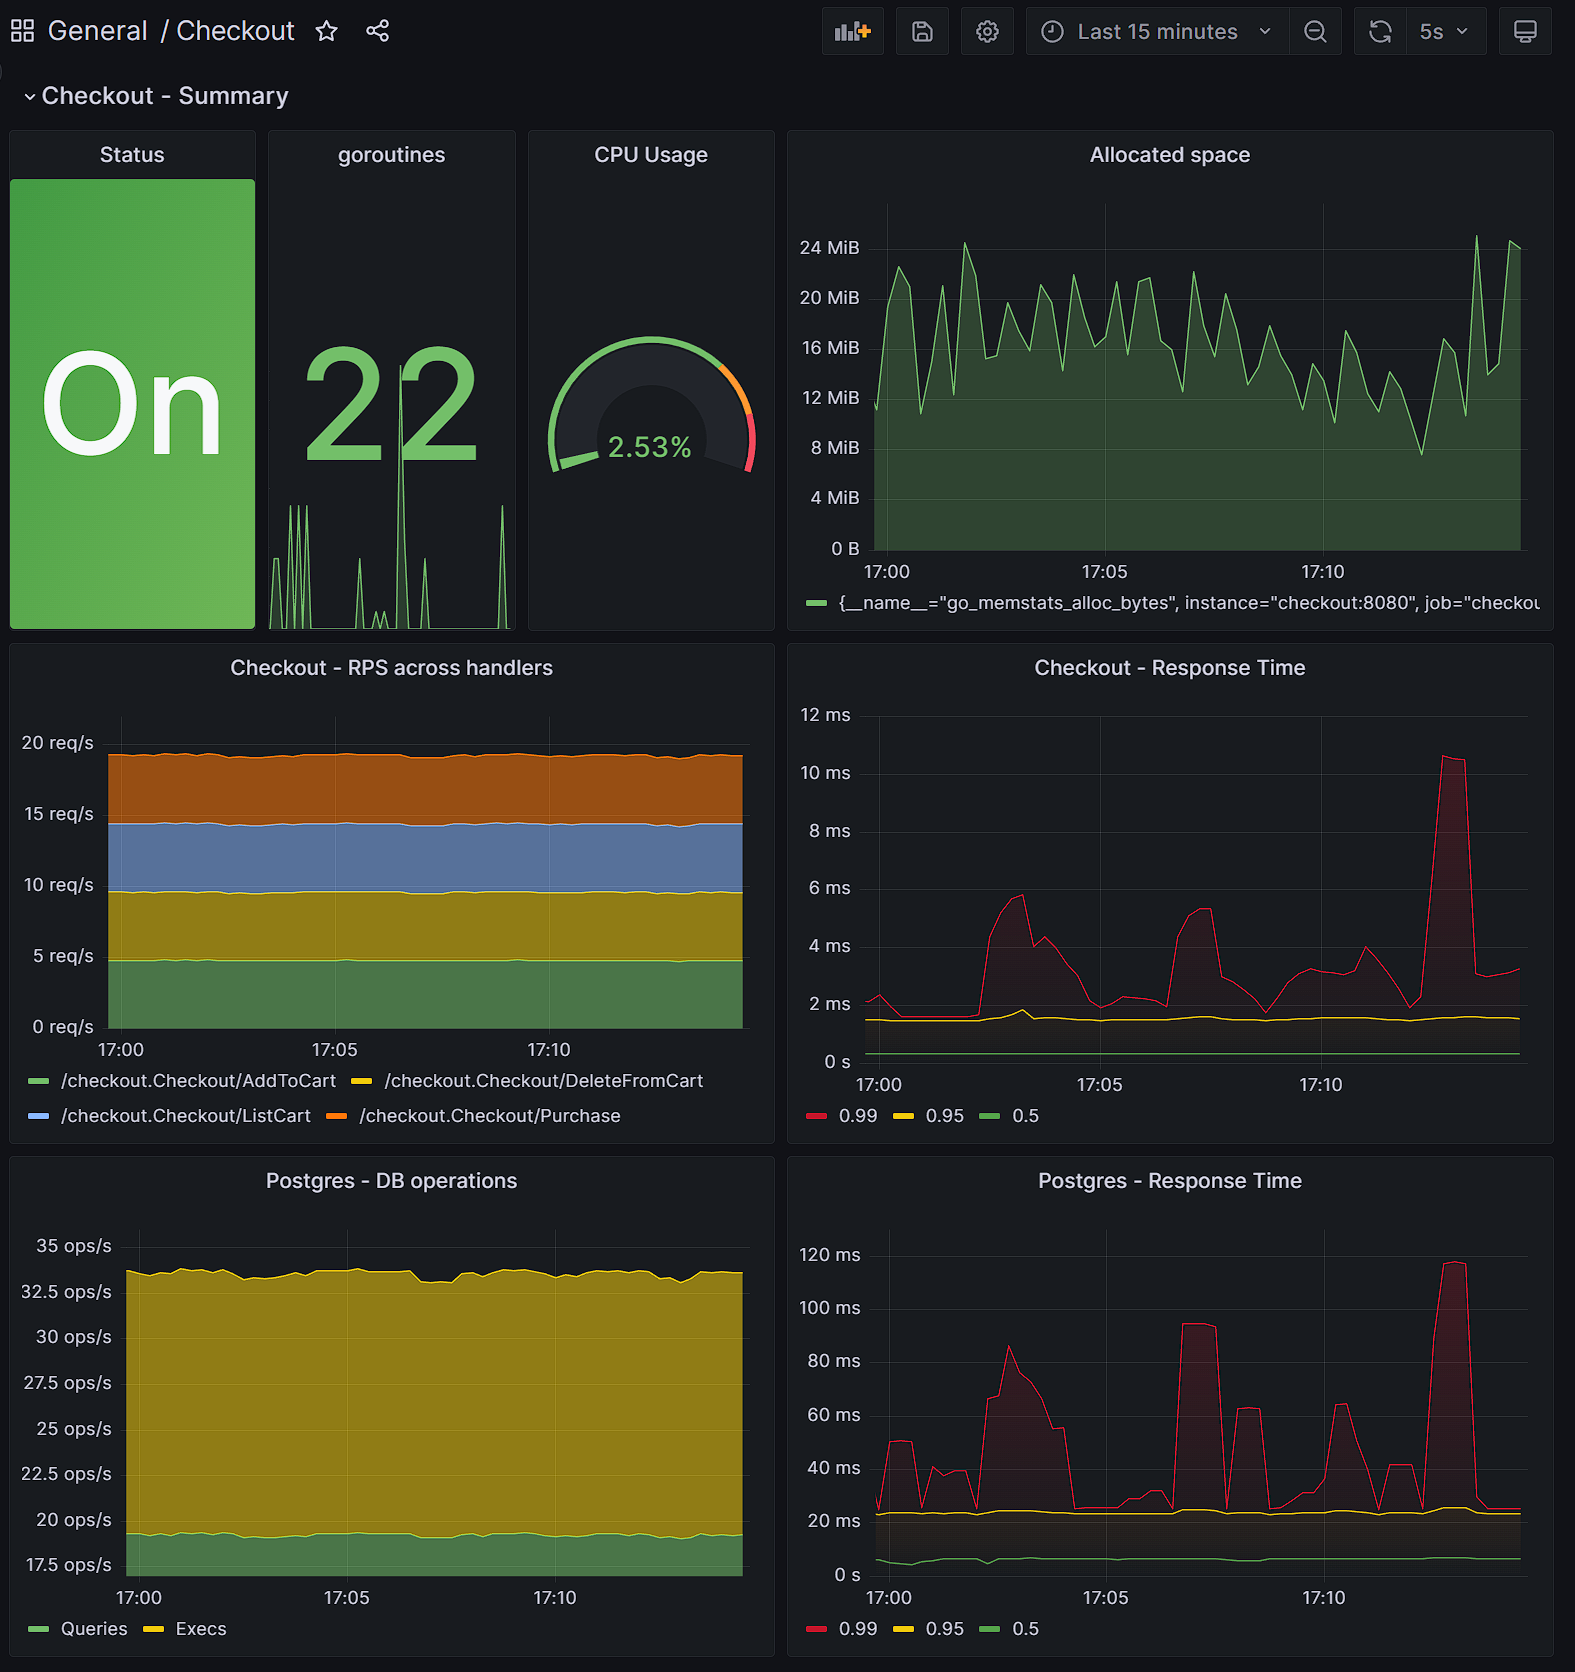 General / Checkout
Last 15 minutes
5s
Checkout - Summary
Status
On
goroutines
22
CPU Usage
2.53%
Allocated space
24 MiB
20 MiB
16 MiB
12 MiB
8 MiB
4 MiB
0 B
17:00 17:05 17:10
{__name__="go_memstats_alloc_bytes", instance="checkout:8080", job="checkou
Checkout - RPS across handlers
20 req/s
15 req/s
10 req/s
5 req/s
0 req/s
17:00 17:05 17:10
/checkout.Checkout/AddToCart /checkout.Checkout/DeleteFromCart
/checkout.Checkout/ListCart /checkout.Checkout/Purchase
Checkout - Response Time
12 ms
10 ms
8 ms
6 ms
4 ms
2 ms
0 s
17:00 17:05 17:10
0.99 0.95 0.5
Postgres - DB operations
35 ops/s
32.5 ops/s
30 ops/s
27.5 ops/s
25 ops/s
22.5 ops/s
20 ops/s
17.5 ops/s
17:00 17:05 17:10
Queries Execs
Postgres - Response Time
120 ms
100 ms
80 ms
60 ms
40 ms
20 ms
0 s
17:00 17:05 17:10
0.99 0.95 0.5